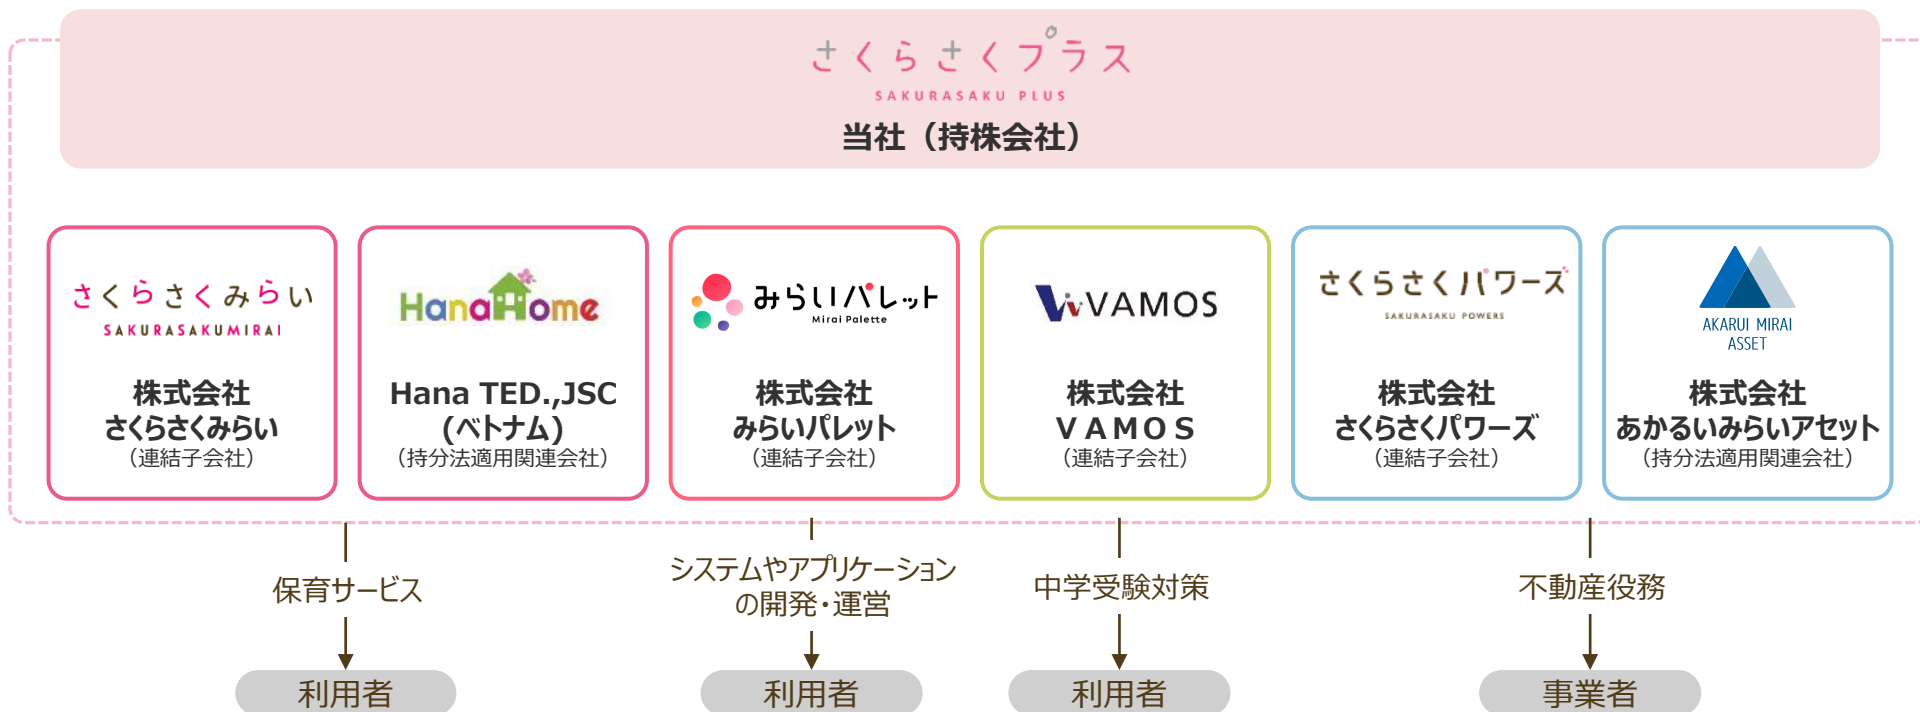 さくらさくプラス
SAKURASAKU PLUS
当社（持株会社）
さくらさくみらい
SAKURASAKUMIRAI
株式会社
さくらさくみらい
（連結子会社）
HanaHome
Hana TED.,JSC
(ベトナム)
（持分法適用関連会社）
みらいパレット
Mirai Palette
株式会社
みらいパレット
（連結子会社）
VAMOS
株式会社
ＶＡＭＯＳ
（連結子会社）
さくらさくパワーズ
SAKURASAKU POWERS
株式会社
さくらさくパワーズ
（連結子会社）
AKARUI MIRAI
ASSET
株式会社
あかるいみらいアセット
（持分法適用関連会社）
保育サービス
利用者
システムやアプリケーション
の開発・運営
利用者
中学受験対策
利用者
不動産役務
事業者